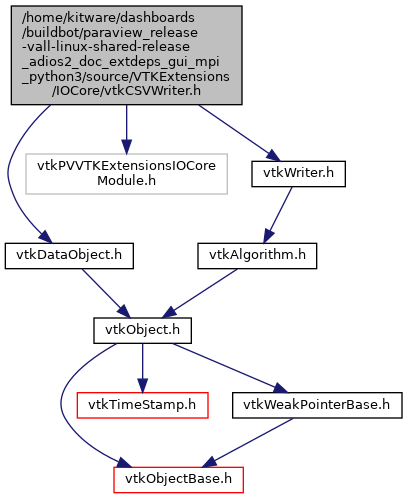 /home/kitware/dashboards
/buildbot/paraview_release
-vall-linux-shared-release
_adios2_doc_extdeps_gui_mpi
_python3/source/VTKExtensions
/IOCore/vtkCSVWriter.h
vtkPVVTKExtensionsIOCore
Module.h
vtkWriter.h
vtkDataObject.h
vtkAlgorithm.h
vtkObject.h
vtkTimeStamp.h
vtkWeakPointerBase.h
vtkObjectBase.h